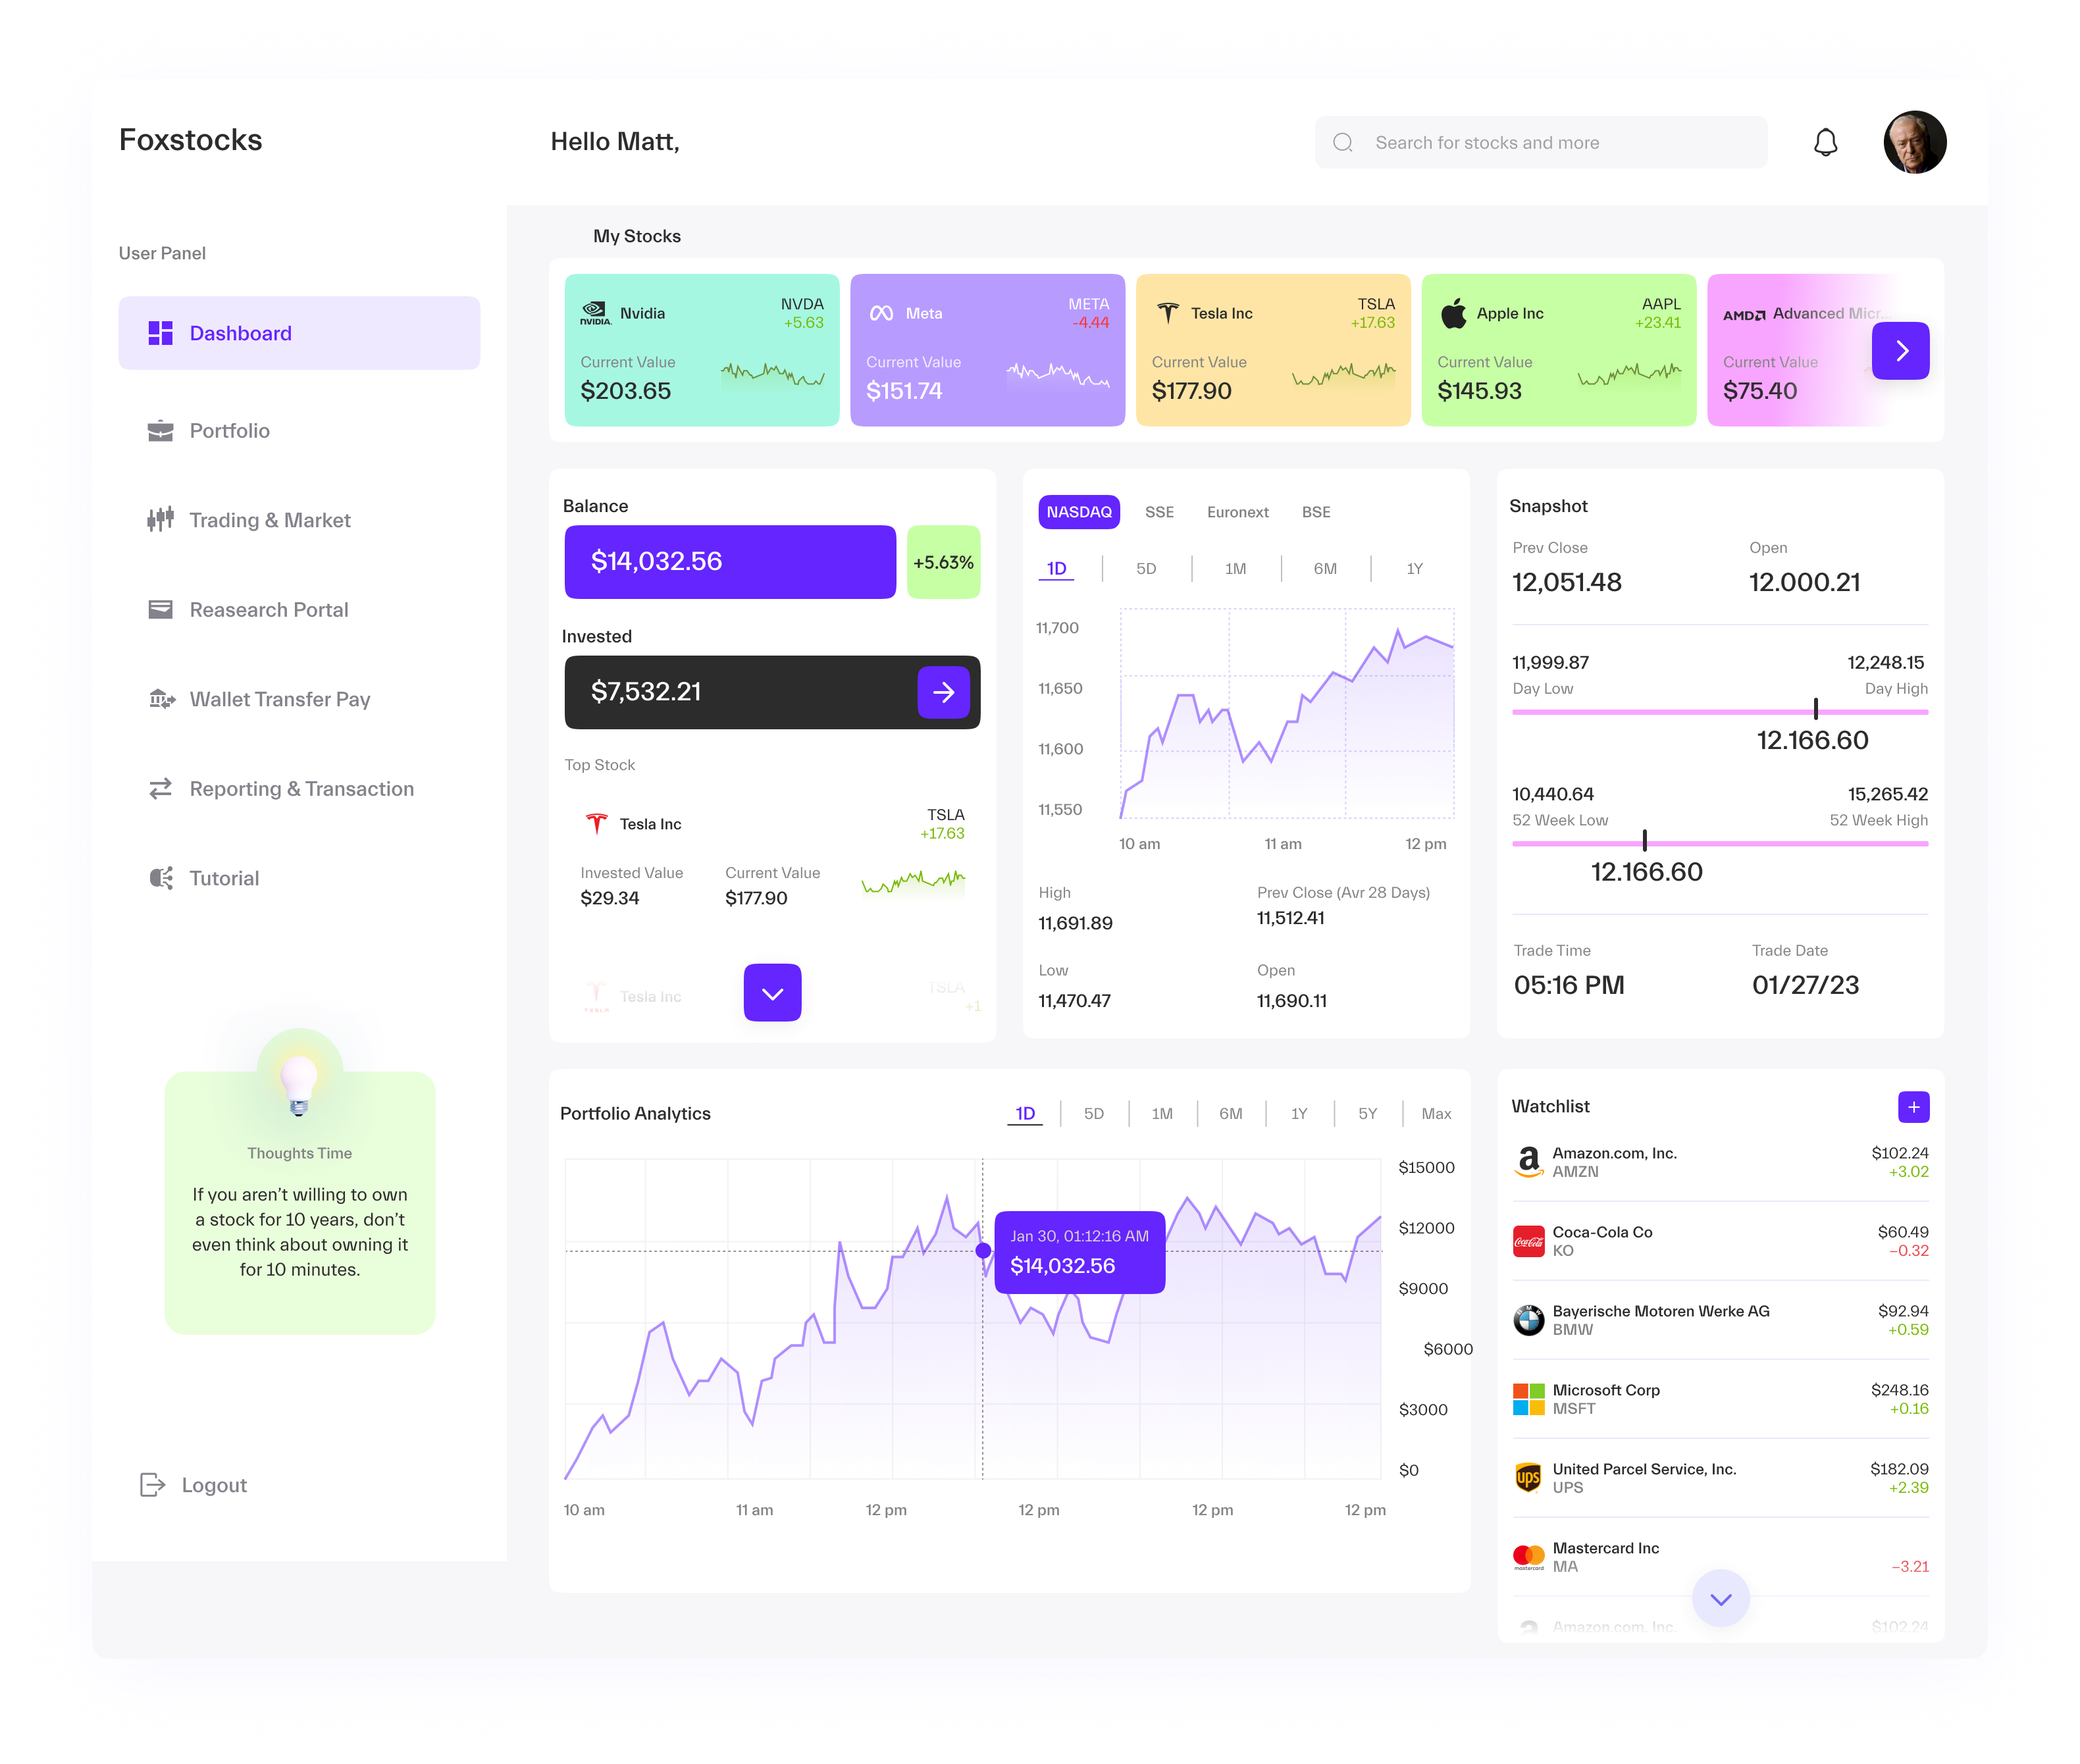 Foxstocks
Hello Matt,
Search for stocks and more
User Panel
Dashboard
Portfolio
Trading & Market
Reasearch Portal
Wallet Transfer Pay
Reporting & Transaction
Tutorial
Thoughts Time
If you aren’t willing to own
a stock for 10 years, don’t
even think about owning it
for 10 minutes.
Logout
My Stocks
NVIDIA.
Nvidia
NVDA
+5.63
Current Value
$203.65
Meta
META
-4.44
Current Value
$151.74
Tesla Inc
TSLA
+17.63
Current Value
$177.90
Apple Inc
AAPL
+23.41
Current Value
$145.93
AMD
Advanced Micr...
Current Value
$75.40
Balance
$14,032.56
+5.63%
Invested
$7,532.21
Top Stock
Tesla Inc
TSLA
+17.63
Invested Value
$29.34
Current Value
$177.90
TESLA
Tesla Inc
TSLA
+1
NASDAQ SSE Euronext BSE
1D 5D 1M 6M 1Y
11,700
11,650
11,600
11,550
10 am 11 am 12 pm
High
11,691.89
Prev Close (Avr 28 Days)
11,512.41
Low
11,470.47
Open
11,690.11
Snapshot
Prev Close
12,051.48
Open
12.000.21
11,999.87
Day Low
12,248.15
Day High
12.166.60
10,440.64
52 Week Low
15,265.42
52 Week High
12.166.60
Trade Time
05:16 PM
Trade Date
01/27/23
Portfolio Analytics
1D 5D 1M 6M 1Y 5Y Max
$15000
$12000
$9000
$6000
$3000
$0
Jan 30, 01:12:16 AM
$14,032.56
10 am 11 am 12 pm 12 pm 12 pm 12 pm
Watchlist
Amazon.com, Inc.
AMZN
$102.24
+3.02
Coca-Cola
Coca-Cola Co
KO
$60.49
−0.32
BMW
Bayerische Motoren Werke AG
BMW
$92.94
+0.59
Microsoft Corp
MSFT
$248.16
+0.16
ups
United Parcel Service, Inc.
UPS
$182.09
+2.39
mastercard
Mastercard Inc
MA
−3.21
Amazon.com, Inc.
$102.24